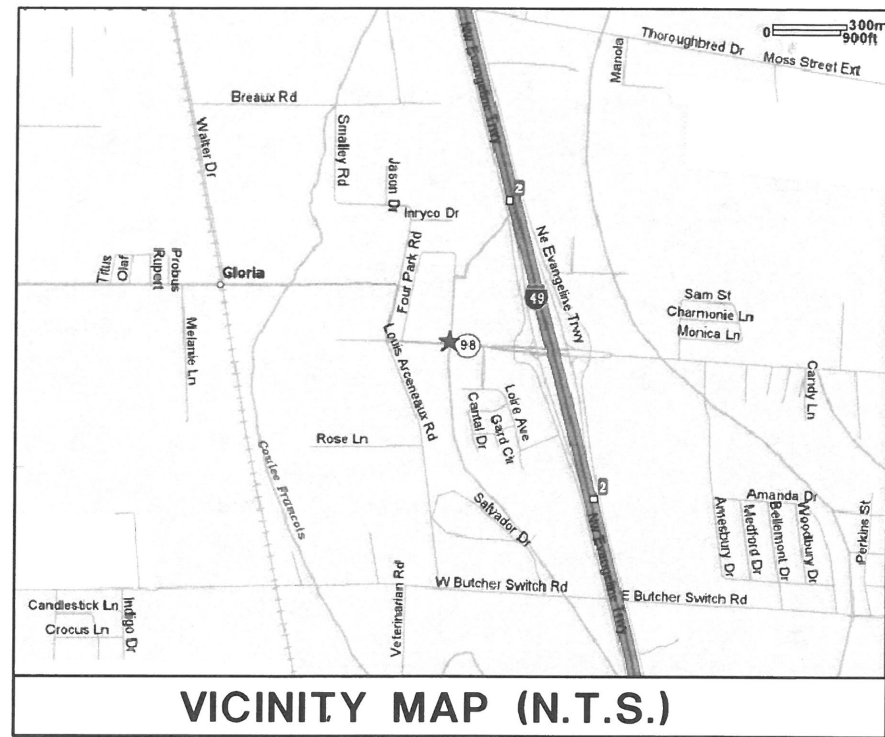 0 300m
900ft
Thoroughbred Dr
Moss Street Ext
Manola
Nw Evangeline Trwy
Breaux Rd
Walter Dr
Smalley Rd
Jason Dr
2
Inryco Dr
Ne Evangeline Trwy
Four Park Rd
Titus
Olaf
Rupert
Probus
Gloria
49
Sam St
Charmonie Ln
Monica Ln
98
Melanie Ln
Louis Arceneaux Rd
Candy Ln
Loire Ave
Gard Cir
Cantal Dr
Rose Ln
Coulee Francois
2
Salvador Dr
Amanda Dr
Amesbury Dr
Medford Dr
Bellemont Dr
Woodbury Dr
Perkins St
Nw Evangeline Trwy
W Butcher Switch Rd
E Butcher Switch Rd
Veterinarian Rd
Candlestick Ln
Crocus Ln
Indigo Dr
VICINITY MAP (N.T.S.)